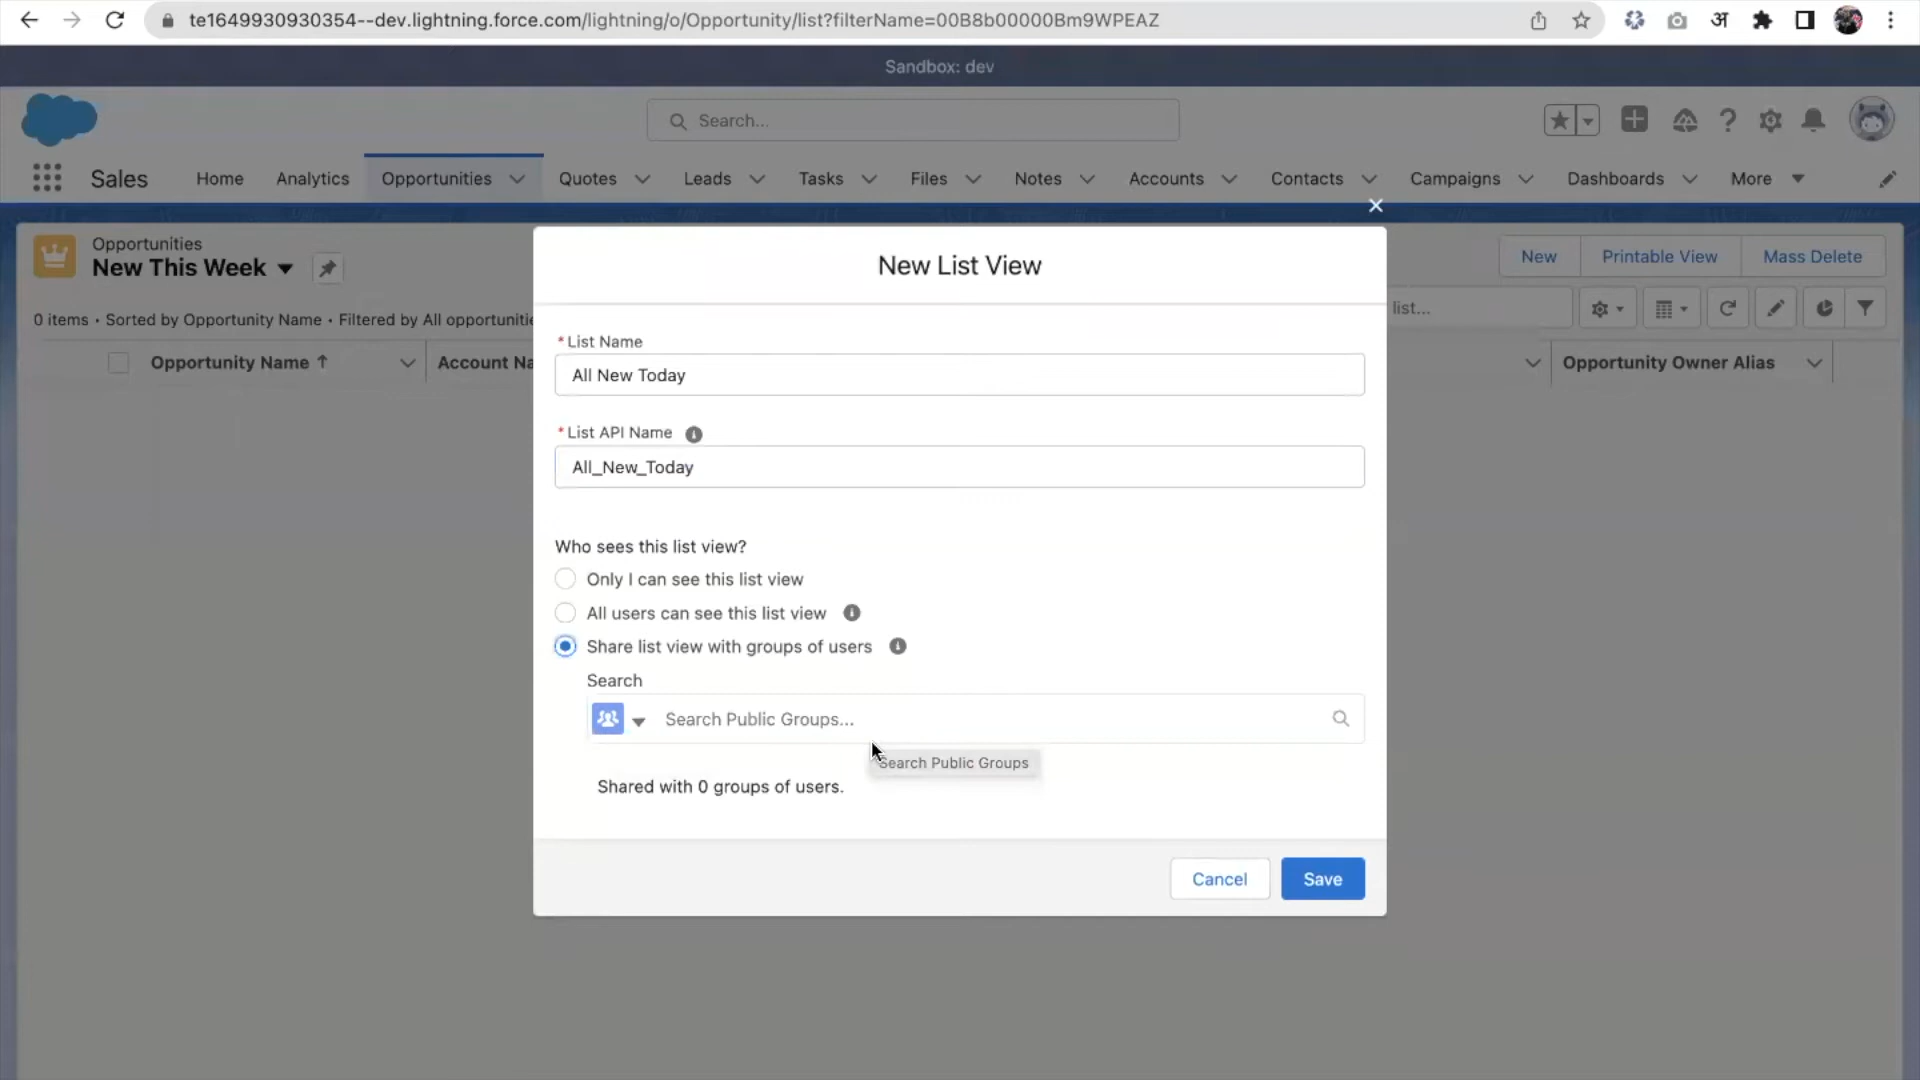 te1649930930354--dev.lightning.force.com/lightning/o/Opportunity/list?filterName=00B8b00000Bm9WPEAZ
अ
Sandbox: dev
Search...
Sales Home Analytics Opportunities Quotes Leads Tasks Files Notes Accounts Contacts Campaigns Dashboards More
Opportunities
New This Week
New Printable View Mass Delete
0 items • Sorted by Opportunity Name • Filtered by All opportunitie
list...
Opportunity Name Account Na Opportunity Owner Alias
New List View
* List Name
All New Today
* List API Name
All_New_Today
Who sees this list view?
Only I can see this list view
All users can see this list view
Share list view with groups of users
Search
Search Public Groups...
Search Public Groups
Shared with 0 groups of users.
Cancel Save